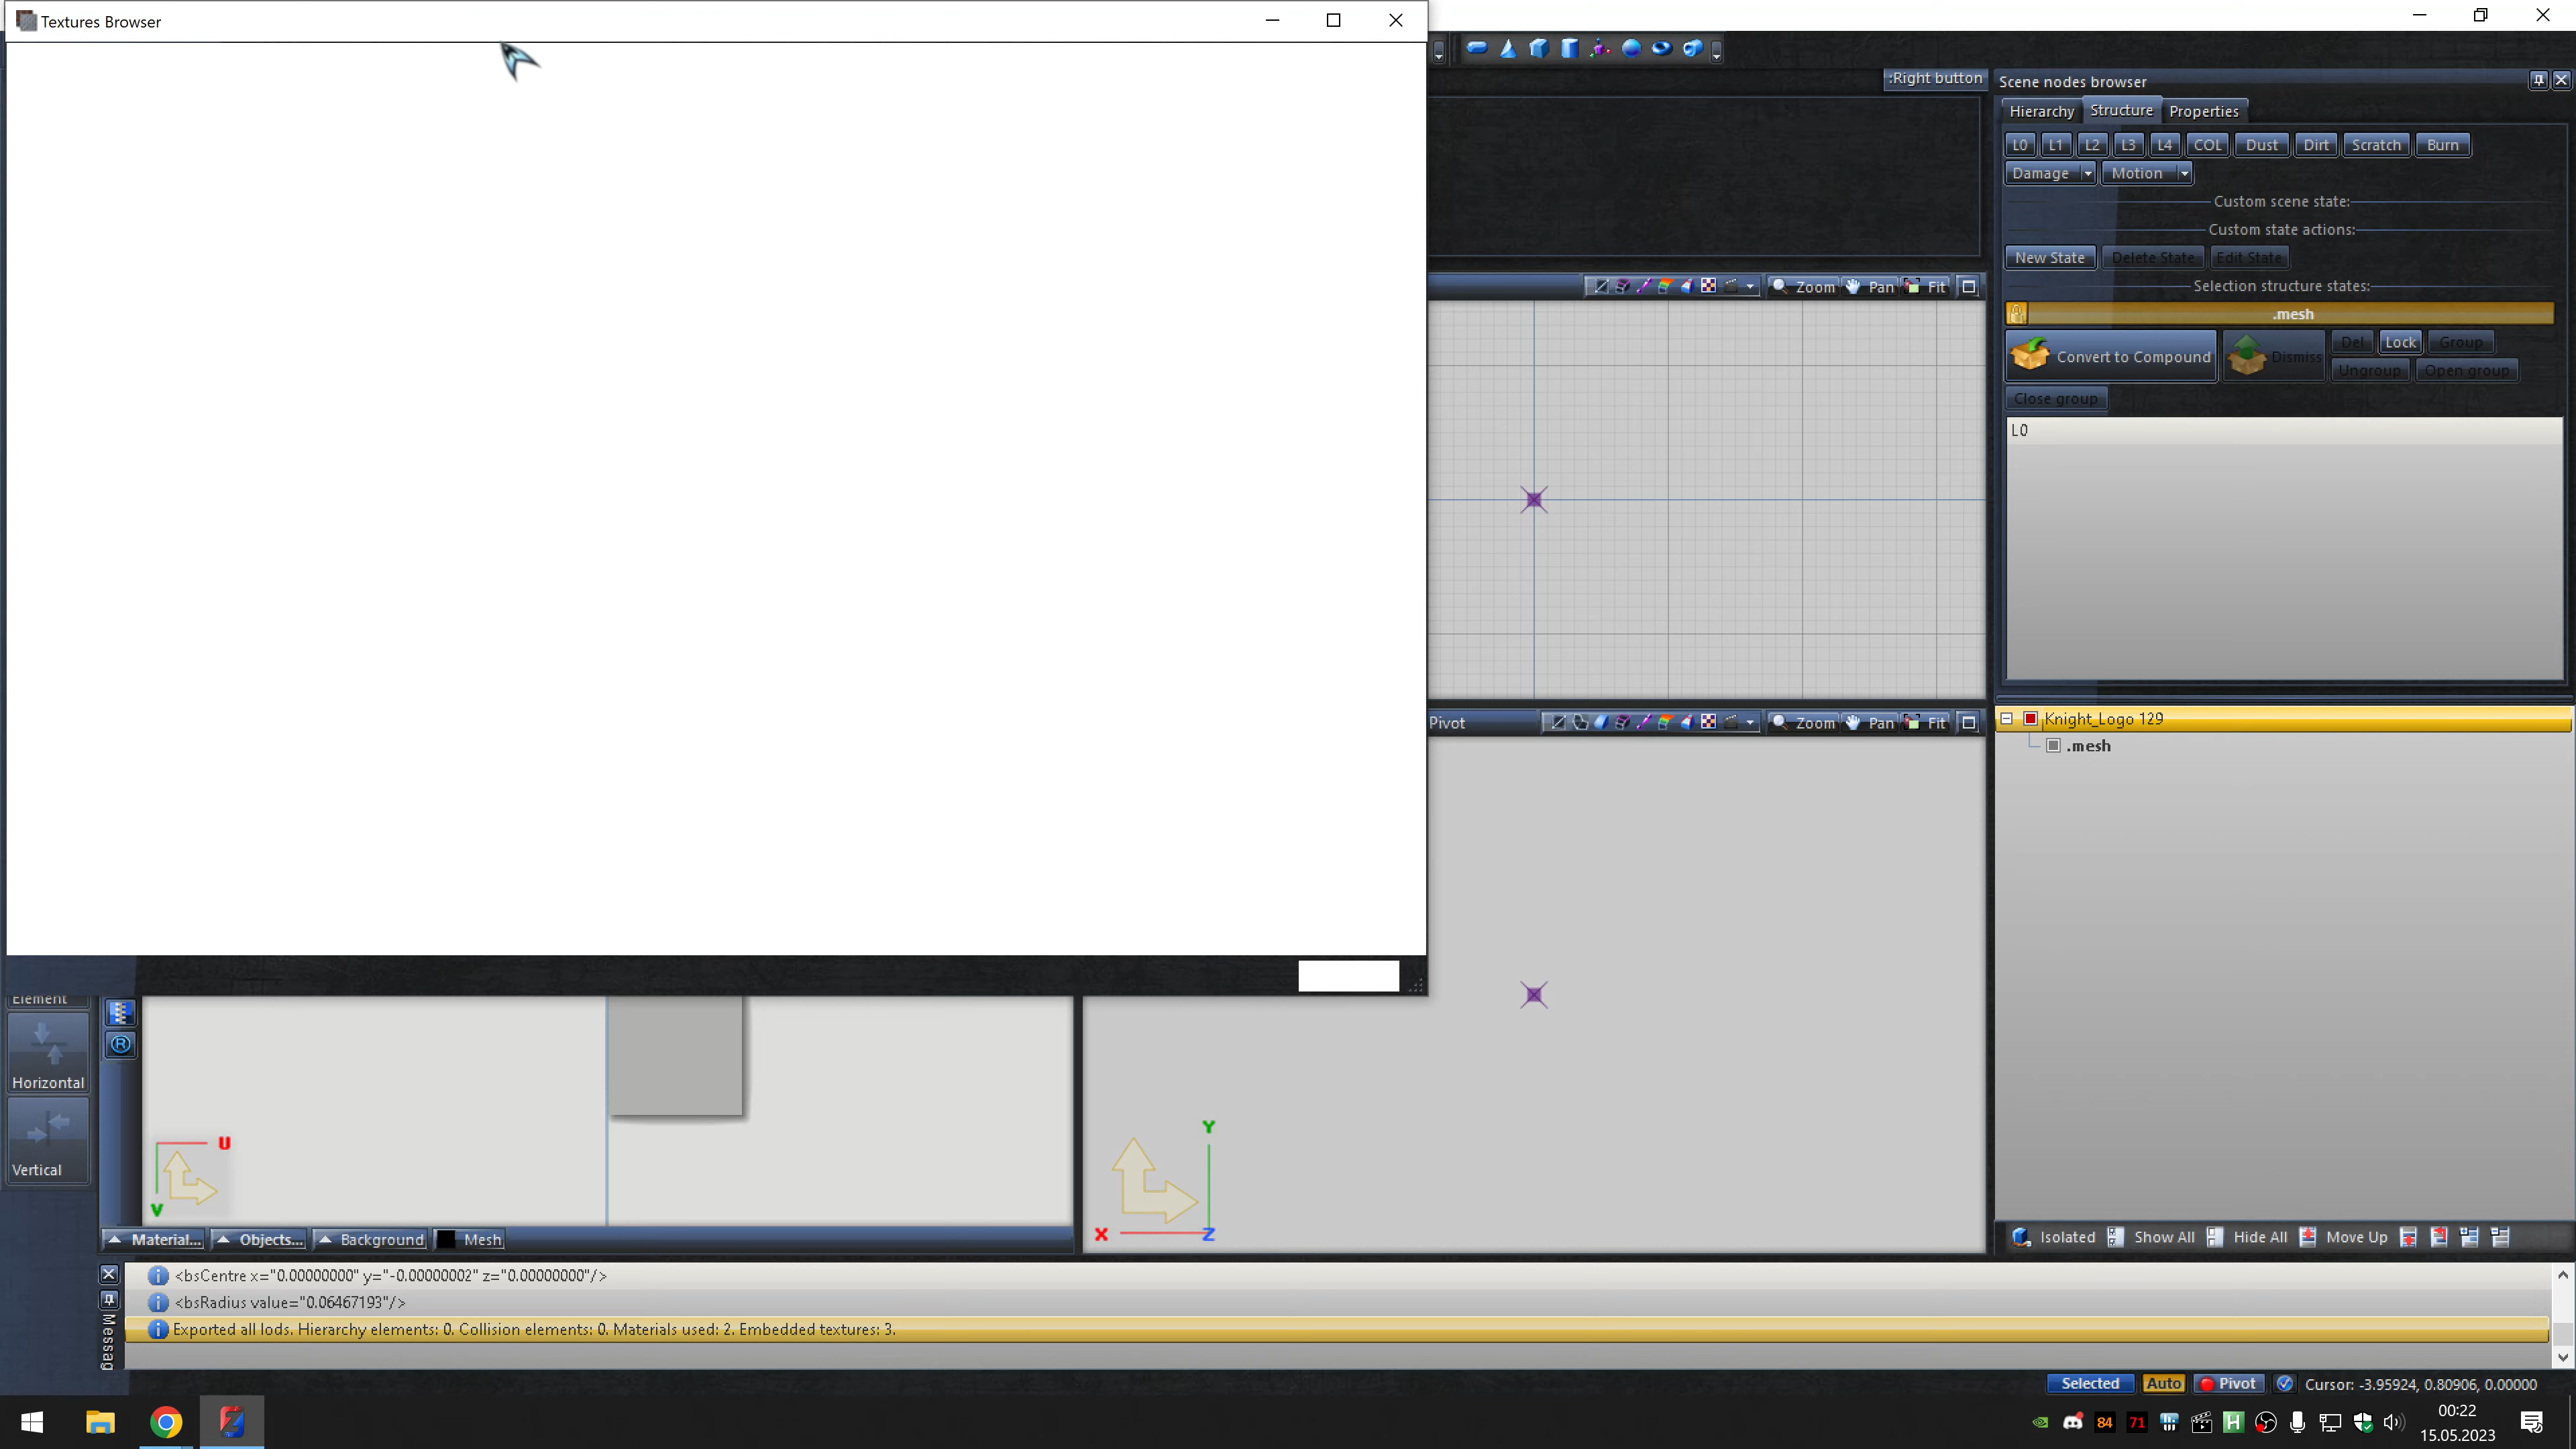 Textures Browser
:Right button
Scene nodes browser
Hierarchy Structure Properties
L0 L1 L2 L3 L4 COL Dust Dirt Scratch Burn
Damage Motion
Custom scene state:
Custom state actions:
New State Delete State Edit State
Selection structure states:
.mesh
Convert to Compound Dismiss Del Lock Group
Ungroup Open group
Close group
L0
Zoom Pan Fit
Pivot Zoom Pan Fit
Knight_Logo 129
.mesh
Element
Horizontal
Vertical
U
V
Y
X Z
Material... Objects... Background Mesh
Isolated Show All Hide All Move Up
Messag
<bsCentre x="0.00000000" y="-0.00000002" z="0.00000000"/>
<bsRadius value="0.06467193"/>
Exported all lods. Hierarchy elements: 0. Collision elements: 0. Materials used: 2. Embedded textures: 3.
Selected Auto Pivot Cursor: -3.95924, 0.80906, 0.00000
84 71 H 00:22
15.05.2023